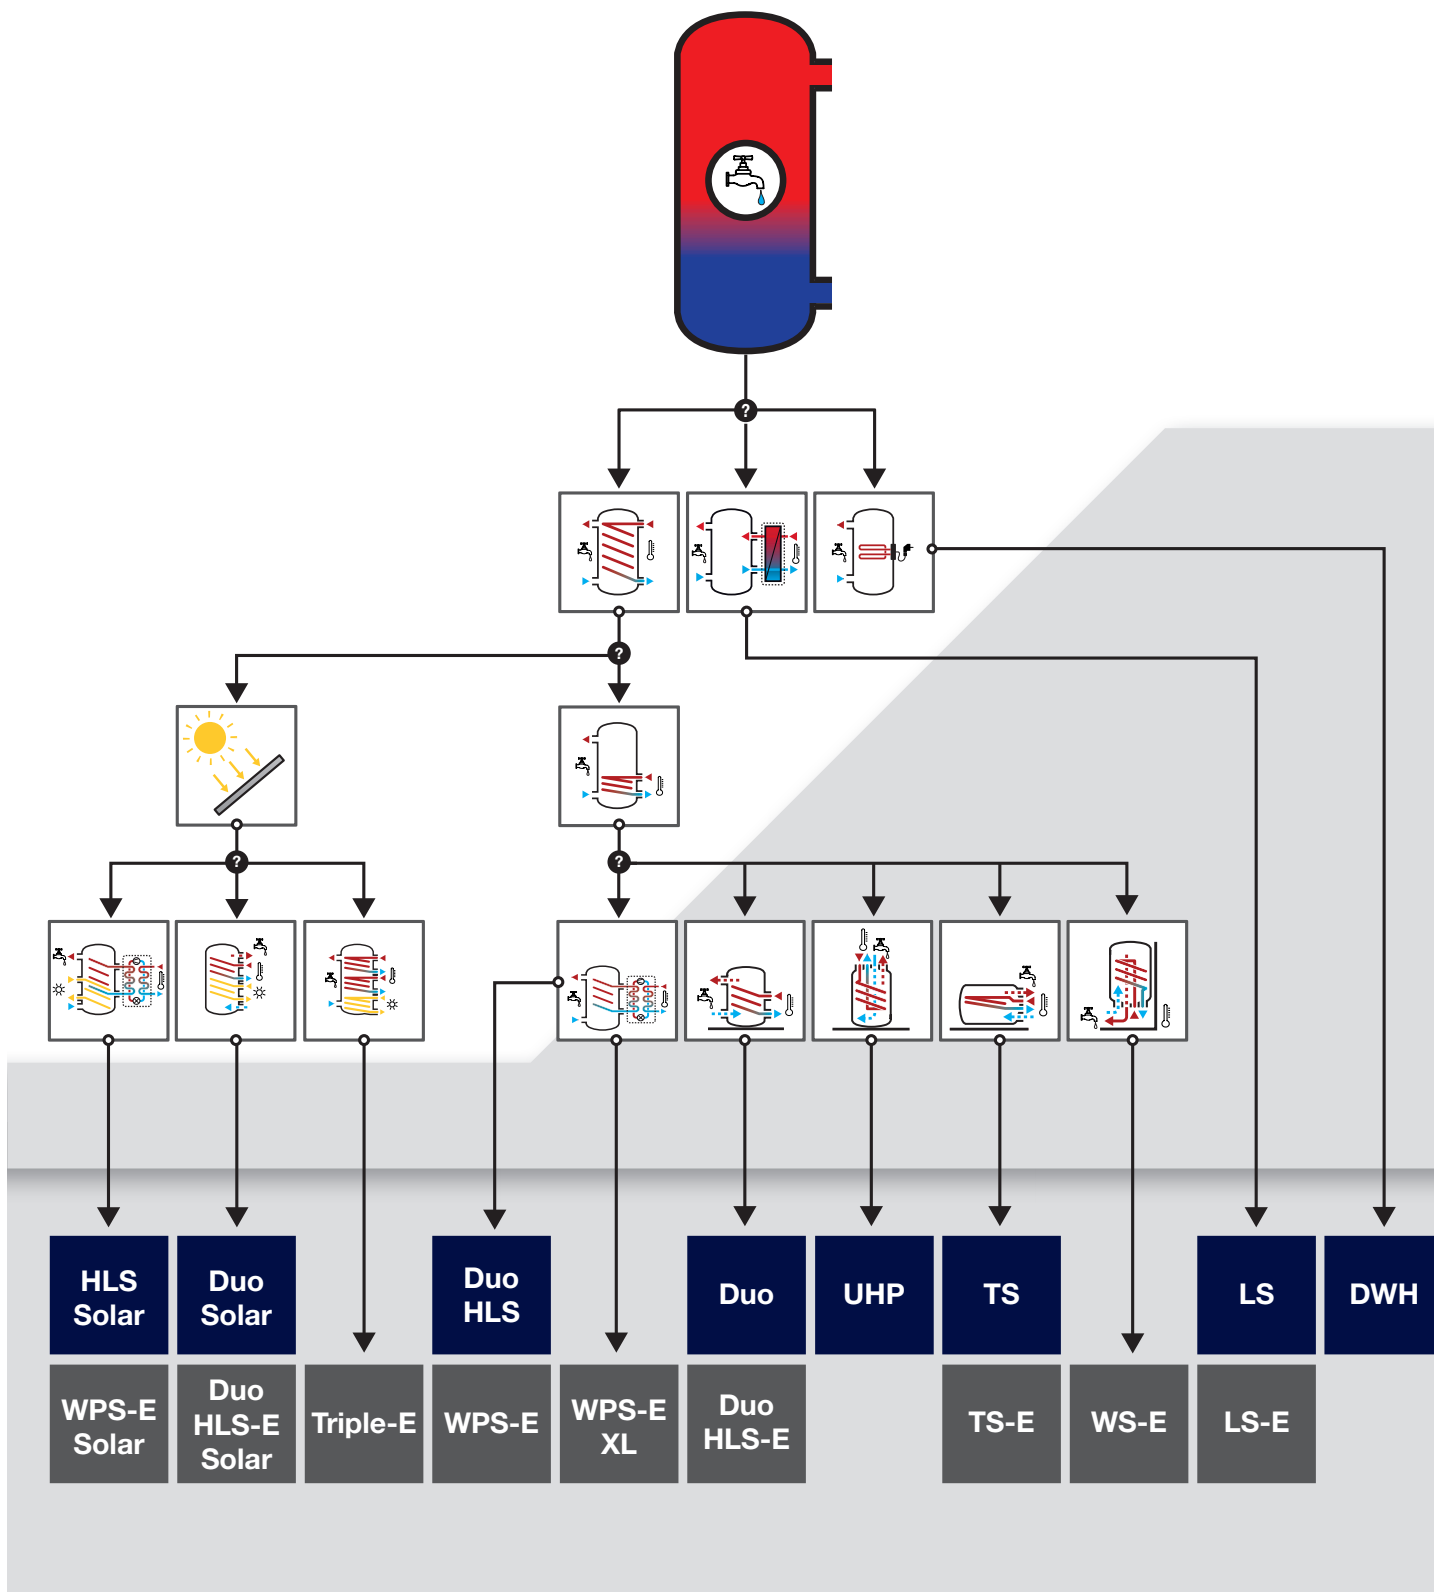 ?
?
?
?
HLS
Solar
Duo
Solar
Duo
HLS
Duo
UHP
TS
LS
DWH
WPS-E
Solar
Duo
HLS-E
Solar
Triple-E
WPS-E
WPS-E
XL
Duo
HLS-E
TS-E
WS-E
LS-E